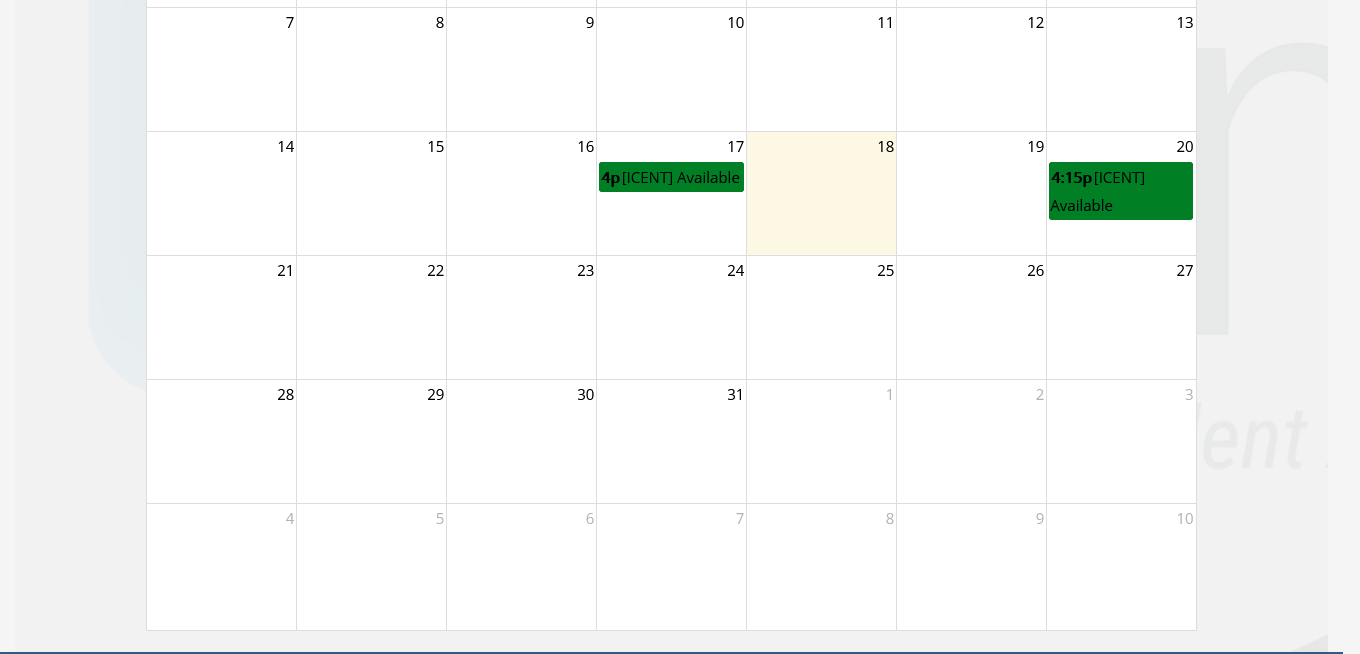 7 8 9 10 11 12 13
14 15 16 17 18 19 20
4p [ICENT] Available 4:15p [ICENT]
Available
21 22 23 24 25 26 27
28 29 30 31 1 2 3
ent
4 5 6 7 8 9 10